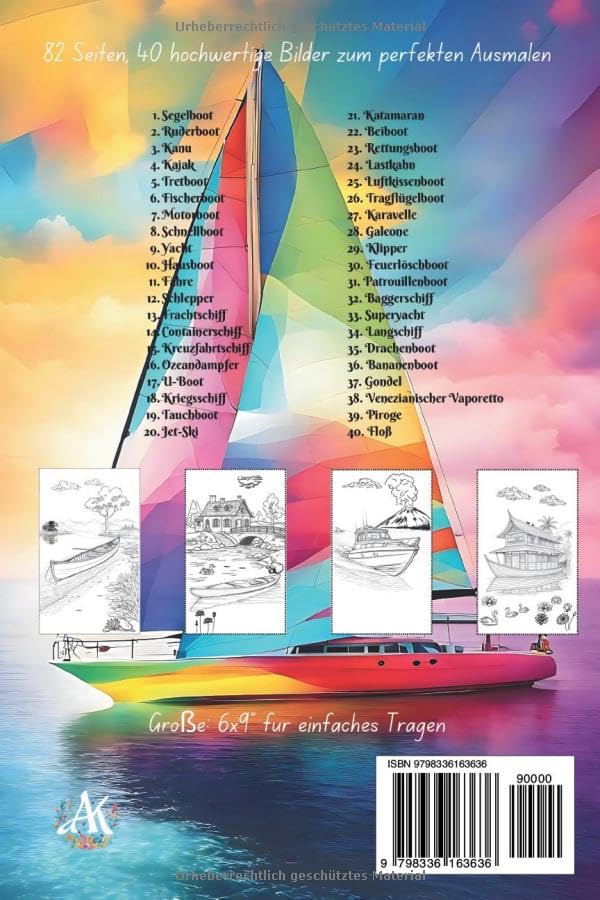 Urheberrechtlich geschütztes Material
82 Seiten, 40 hochwertige Bilder zum perfekten Ausmalen
1. Segelboot
2. Ruderboot
3. Kanu
4. Kajak
5. Tretboot
6. Fischerboot
7. Motorboot
8. Schnellboot
9. Yacht
10. Hausboot
11. Fähre
12. Schlepper
13. Frachtschiff
14. Containerschiff
15. Kreuzfahrtschiff
16. Ozeandampfer
17. U-Boot
18. Kriegsschiff
19. Tauchboot
20. Jet-Ski
21. Katamaran
22. Beiboot
23. Rettungsboot
24. Lastkahn
25. Luftkissenboot
26. Tragflügelboot
27. Karavelle
28. Galeone
29. Klipper
30. Feuerlöschboot
31. Patrouillenboot
32. Baggerschiff
33. Superyacht
34. Langschiff
35. Drachenboot
36. Bananenboot
37. Gondel
38. Venezianischer Vaporetto
39. Piroge
40. Floß
Große: 6x9" fur einfaches Tragen
ISBN 9798336163636
90000
9 798336 163636
AK
Urheberrechtlich geschütztes Material